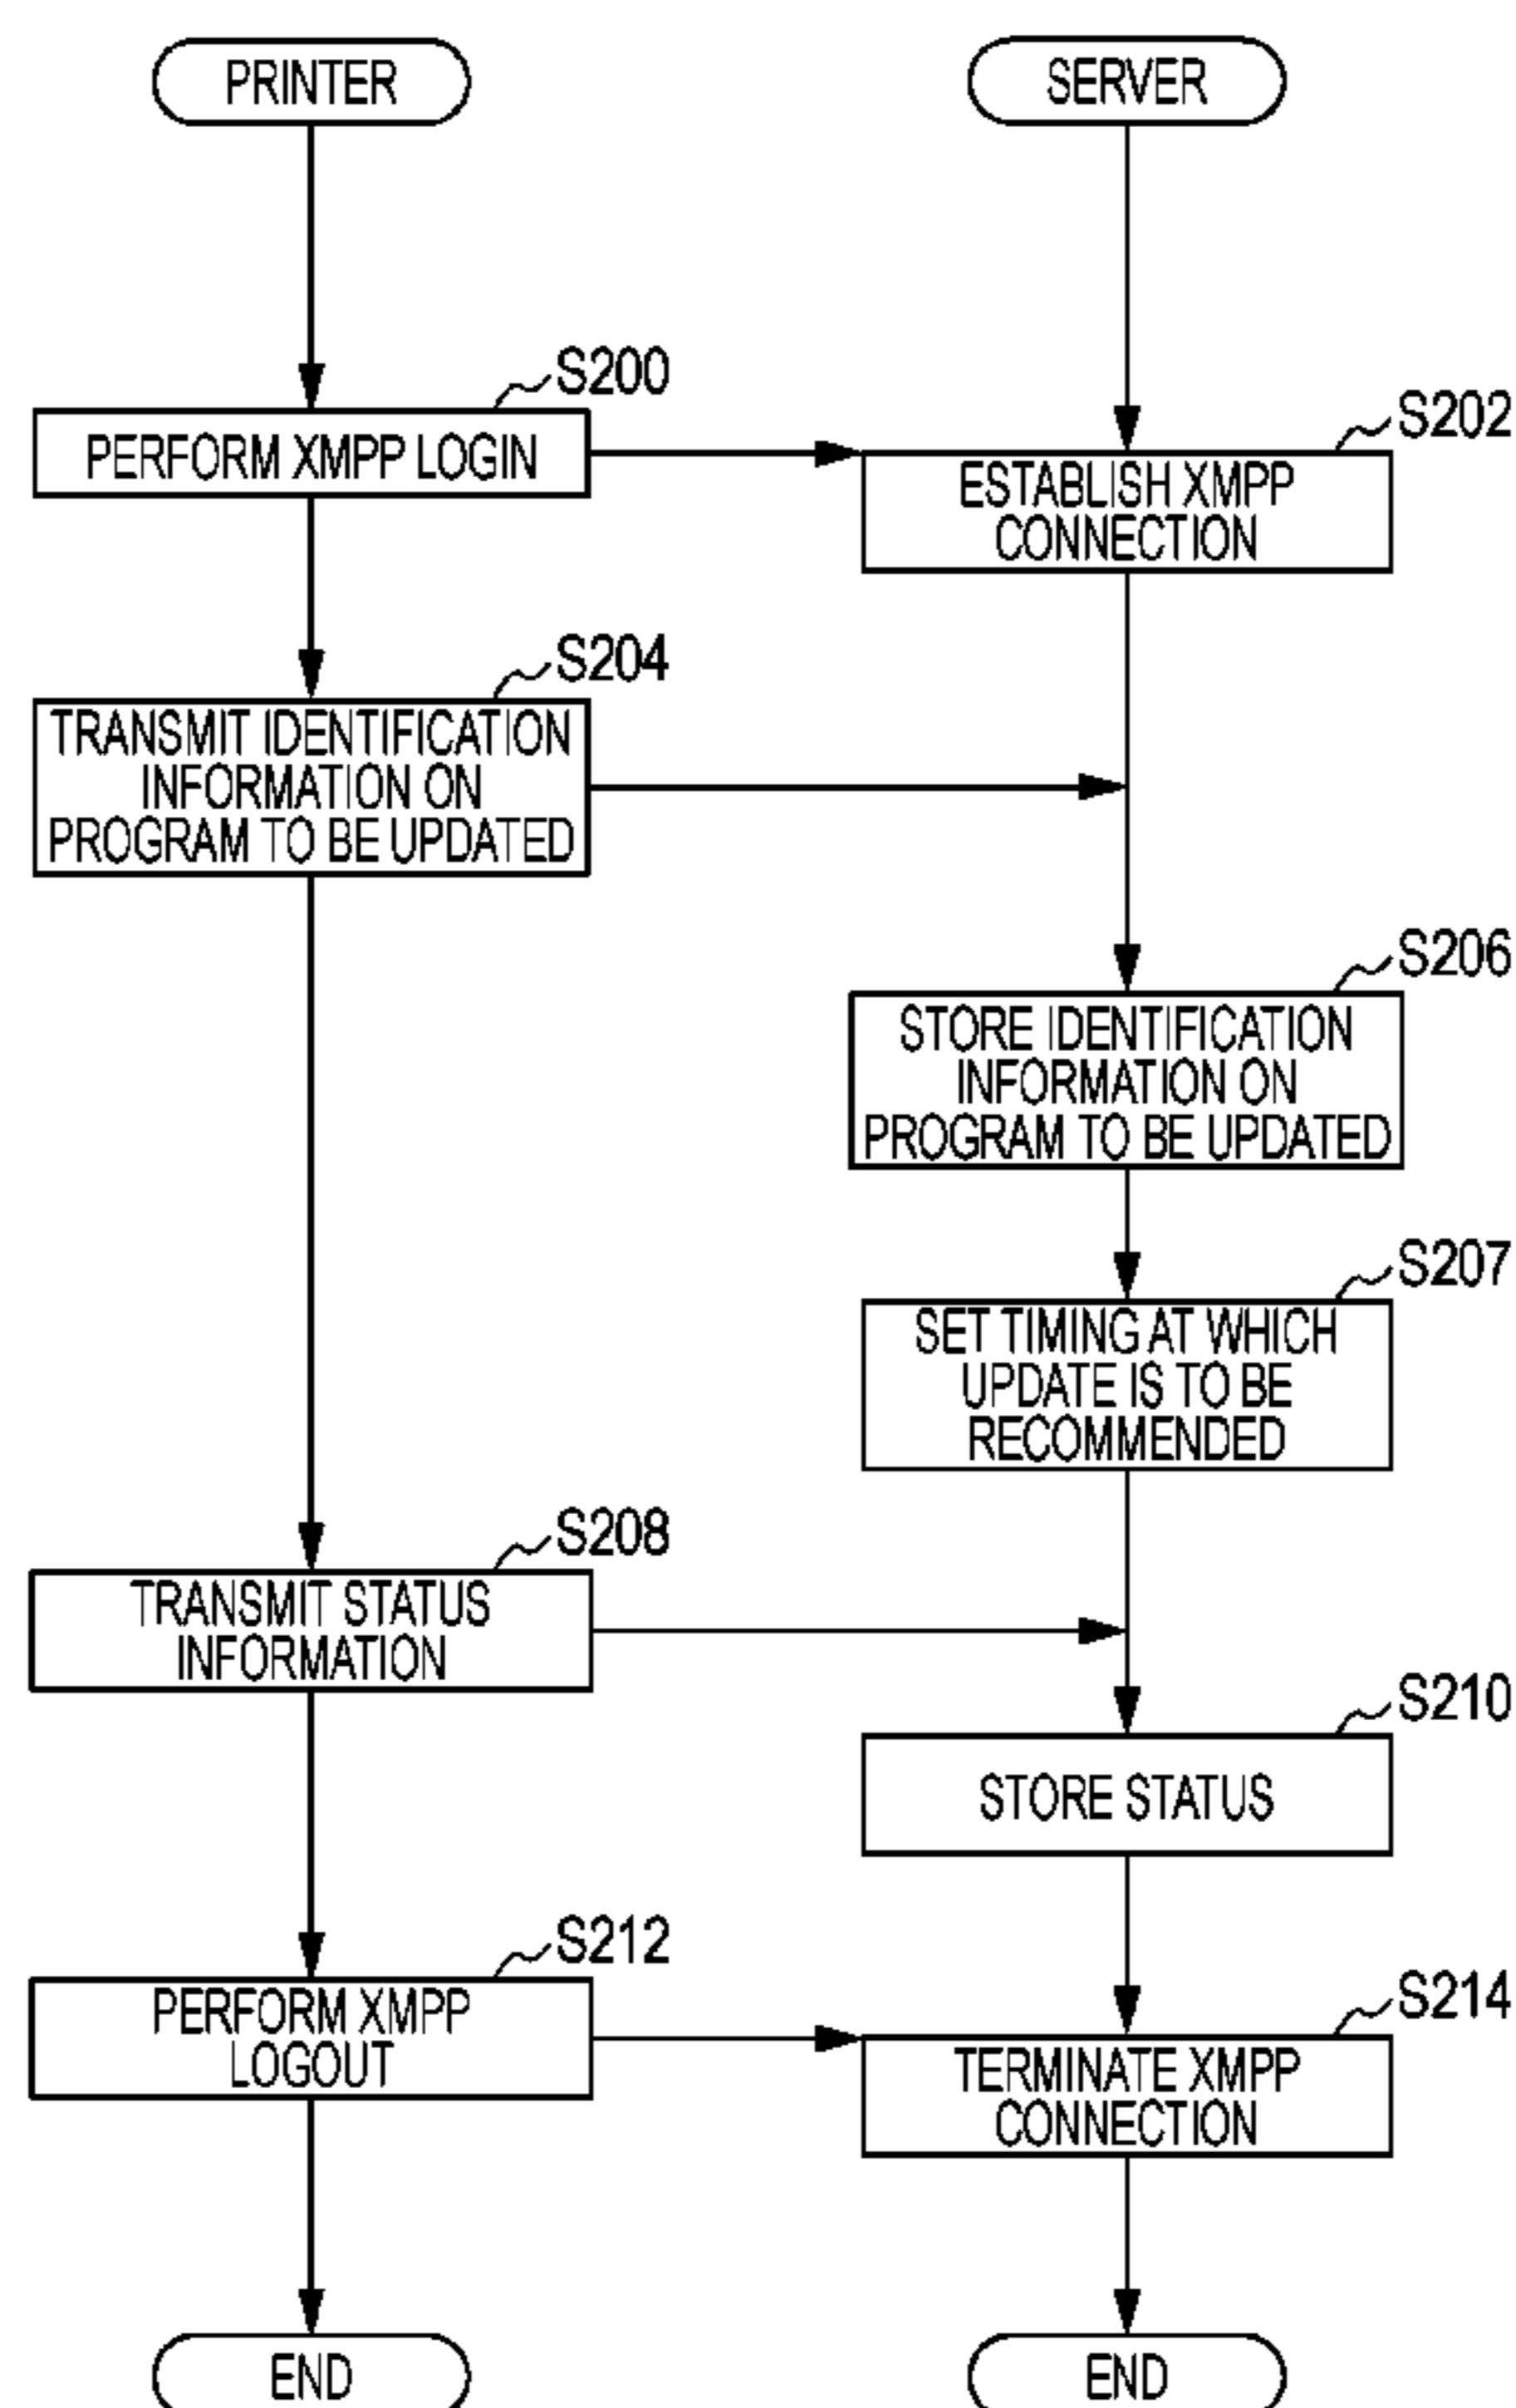 PRINTER
SERVER
S200
PERFORM XMPP LOGIN
S202
ESTABLISH XMPP
CONNECTION
S204
TRANSMIT IDENTIFICATION
INFORMATION ON
PROGRAM TO BE UPDATED
S206
STORE IDENTIFICATION
INFORMATION ON
PROGRAM TO BE UPDATED
S207
SET TIMING AT WHICH
UPDATE IS TO BE
RECOMMENDED
S208
TRANSMIT STATUS
INFORMATION
S210
STORE STATUS
S212
PERFORM XMPP
LOGOUT
S214
TERMINATE XMPP
CONNECTION
END
END